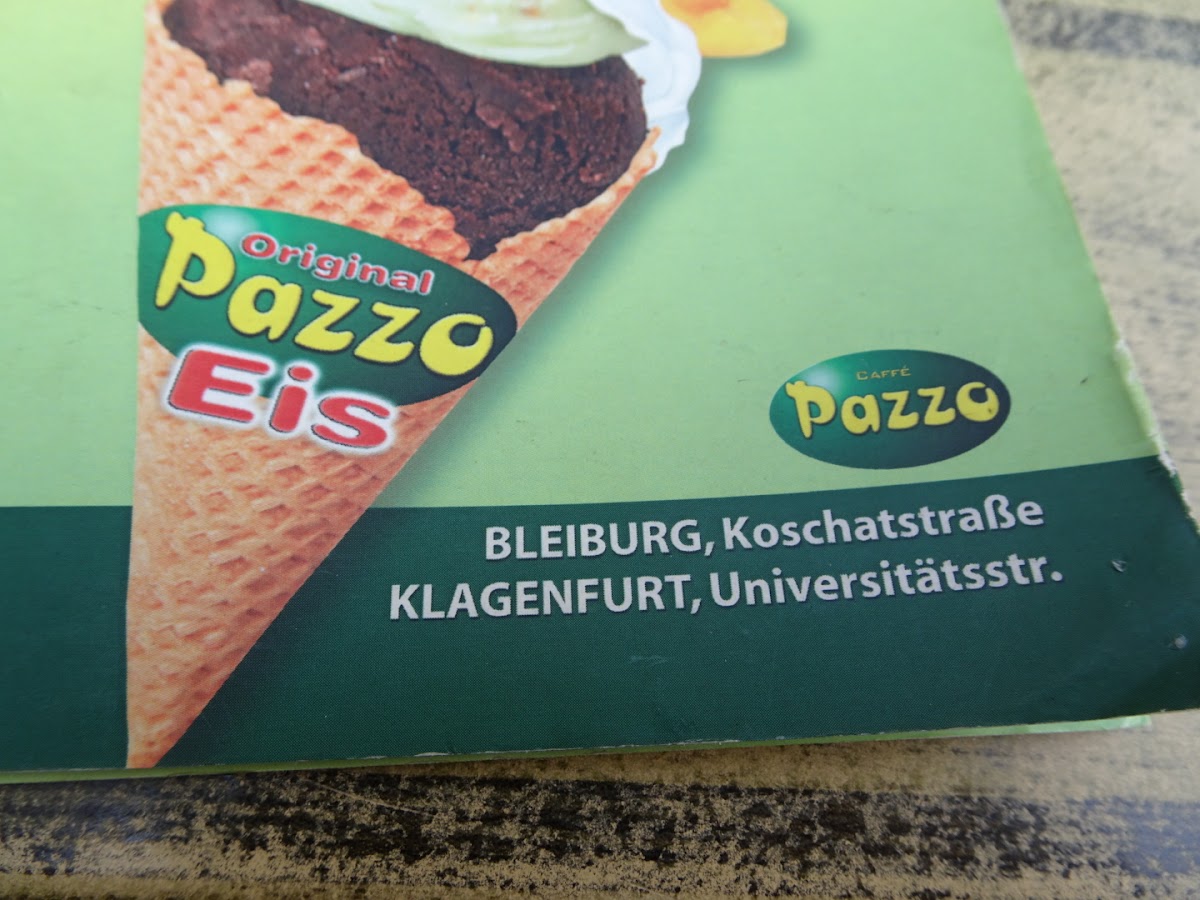 Original
Pazzo
Eis
CAFFÉ
Pazzo
BLEIBURG, Koschatstraße
KLAGENFURT, Universitätsstr.